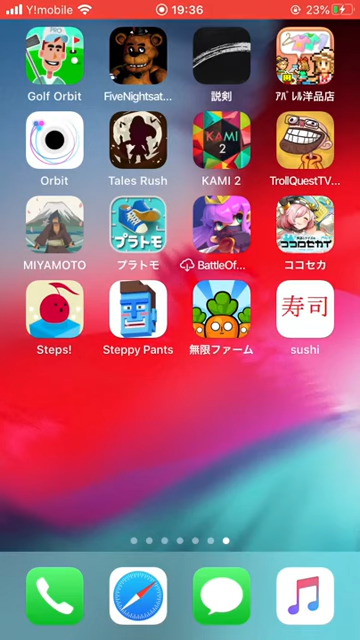 Y!mobile 19:36 23%
PRO
Golf Orbit FiveNightsat... 説剣 ｱﾊﾟﾚﾙ洋品店
KAMI
2
Orbit Tales Rush KAMI 2 TrollQuestTV...
プラトモ
ココロセカイ
MIYAMOTO プラトモ BattleOf... ココセカ
寿司
Steps! Steppy Pants 無限ファーム sushi